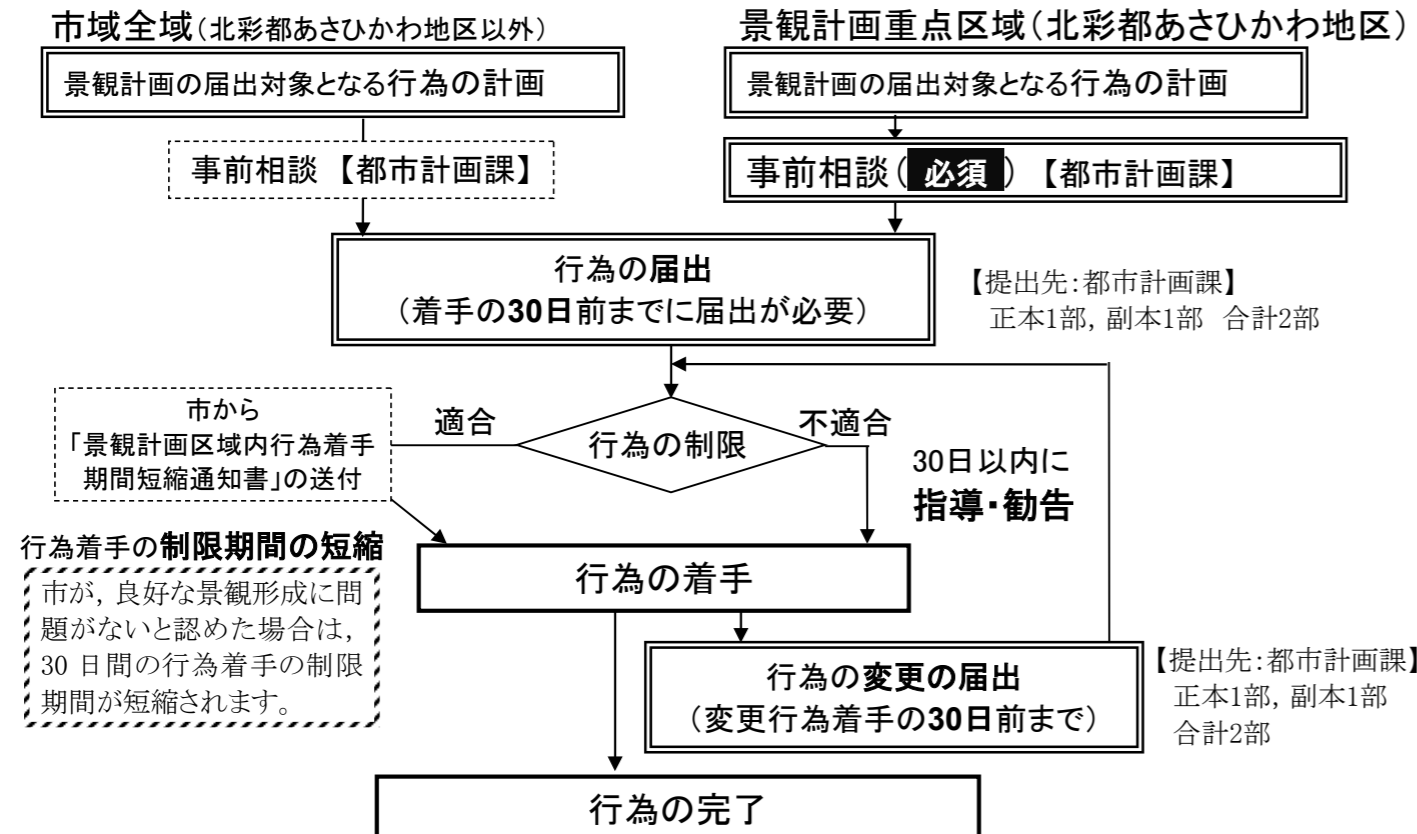 市域全域(北彩都あさひかわ地区以外)
景観計画の届出対象となる行為の計画
事前相談 【都市計画課】
景観計画重点区域(北彩都あさひかわ地区)
景観計画の届出対象となる行為の計画
事前相談( 必須 ) 【都市計画課】
行為の届出
(着手の30日前までに届出が必要)
【提出先:都市計画課】
正本1部, 副本1部 合計2部
市から
「景観計画区域内行為着手
期間短縮通知書」の送付
適合
行為の制限
不適合
30日以内に
指導・勧告
行為着手の制限期間の短縮
市が, 良好な景観形成に問
題がないと認めた場合は,
30 日間の行為着手の制限
期間が短縮されます。
行為の着手
行為の変更の届出
(変更行為着手の30日前まで)
【提出先:都市計画課】
正本1部, 副本1部
合計2部
行為の完了